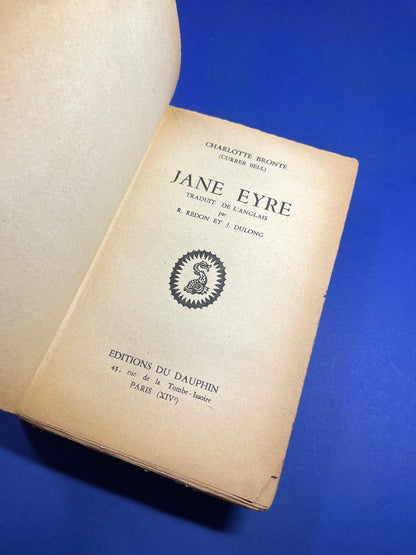 CHARLOTTE BRONTE
(CURRER BELL)
JANE EYRE
TRADUIT DE L'ANGLAIS
par
R. REDON ET J. DULONG
EDITIONS DU DAUPHIN
43, rue de la Tombe-Issoire
PARIS (XIVe)